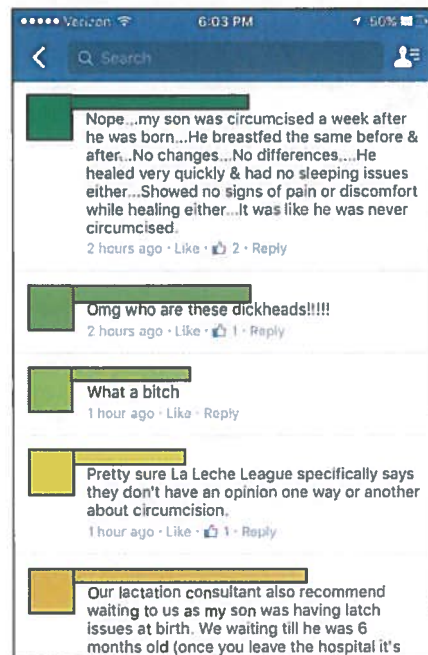 Verizon 6:03 PM 50%
Search
Nope...my son was circumcised a week after
he was born...He breastfed the same before &
after...No changes...No differences....He
healed very quickly & had no sleeping issues
either...Showed no signs of pain or discomfort
while healing either...It was like he was never
circumcised.
2 hours ago · Like · 2 · Reply
Omg who are these dickheads!!!!!
2 hours ago · Like · 1 · Reply
What a bitch
1 hour ago · Like · Reply
Pretty sure La Leche League specifically says
they don't have an opinion one way or another
about circumcision.
1 hour ago · Like · 1 · Reply
Our lactation consultant also recommend
waiting to us as my son was having latch
issues at birth. We waiting till he was 6
months old (once you leave the hospital it's